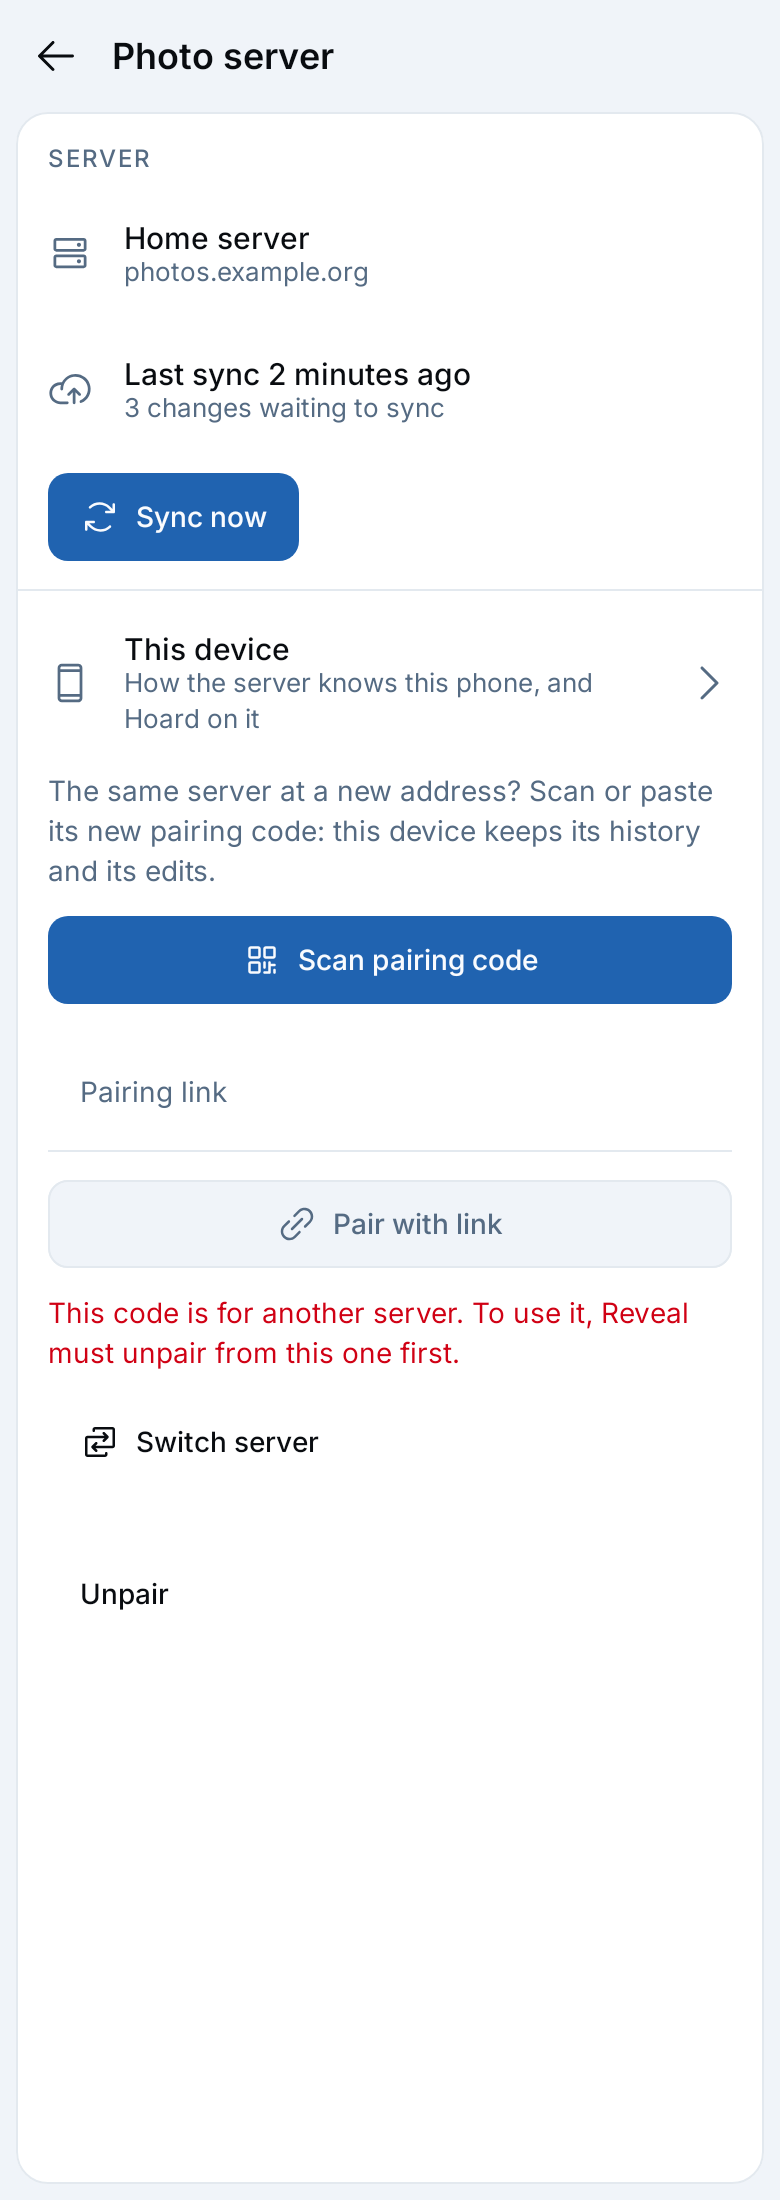 Photo server
SERVER
Home server
photos.example.org
Last sync 2 minutes ago
3 changes waiting to sync
Sync now
This device
How the server knows this phone, and
Hoard on it
The same server at a new address? Scan or paste
its new pairing code: this device keeps its history
and its edits.
Scan pairing code
Pairing link
Pair with link
This code is for another server. To use it, Reveal
must unpair from this one first.
Switch server
Unpair